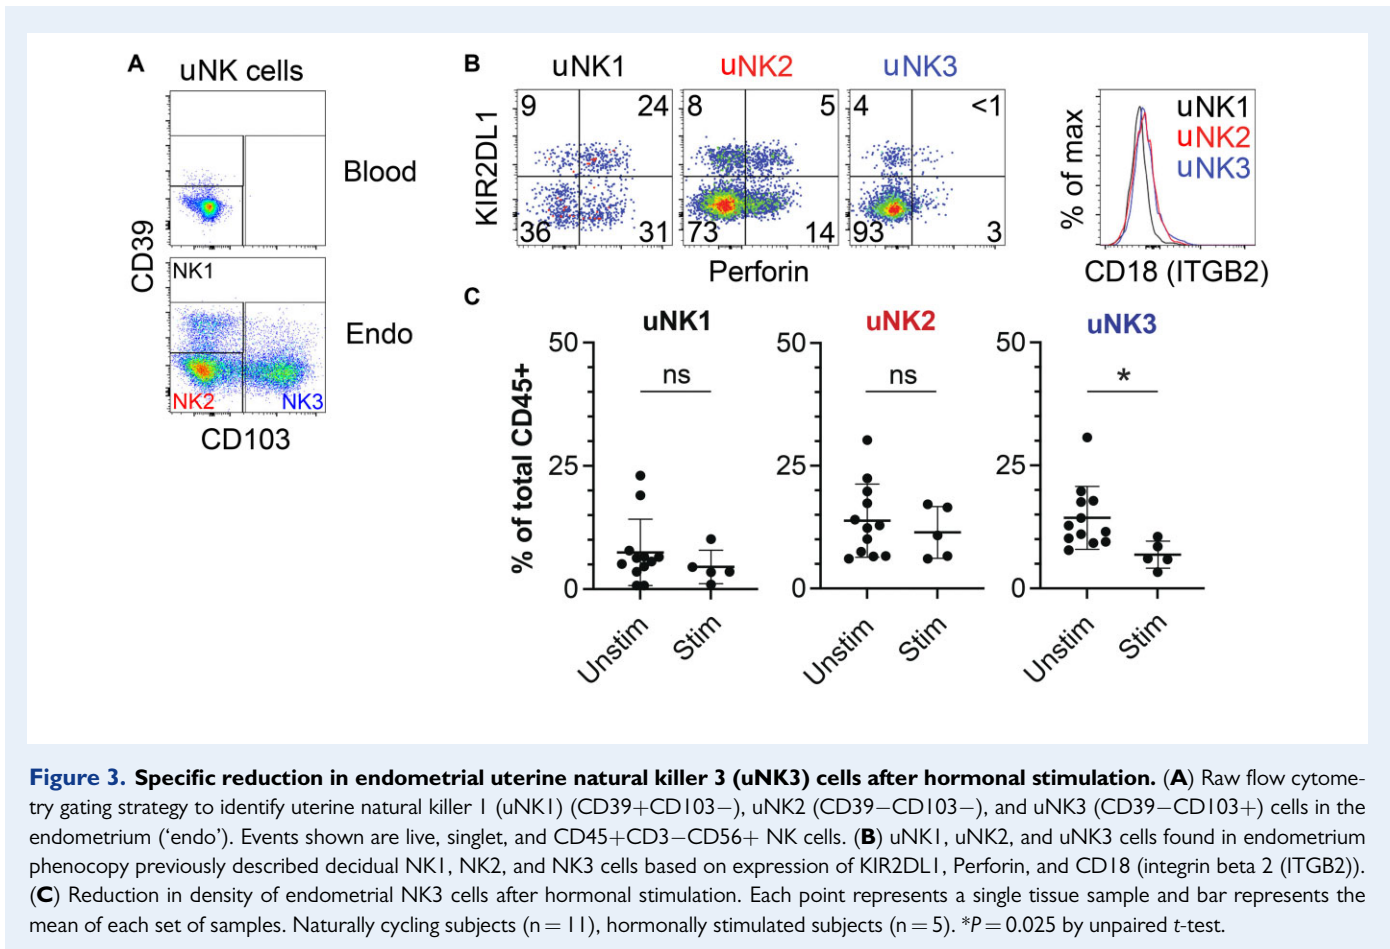 A
uNK cells
Blood
CD39
NK1
Endo
NK2
NK3
CD103
B
uNK1
uNK2
uNK3
9
24
8
5
4
<1
36
31
73
14
93
3
KIR2DL1
Perforin
% of max
uNK1
uNK2
uNK3
CD18 (ITGB2)
C
uNK1
uNK2
uNK3
% of total CD45+
50
25
0
ns
Unstim
Stim
50
25
0
ns
Unstim
Stim
50
25
0
*
Unstim
Stim
Figure 3. Specific reduction in endometrial uterine natural killer 3 (uNK3) cells after hormonal stimulation. (A) Raw flow cytome-
try gating strategy to identify uterine natural killer 1 (uNK1) (CD39+CD103−), uNK2 (CD39−CD103−), and uNK3 (CD39−CD103+) cells in the
endometrium (‘endo’). Events shown are live, singlet, and CD45+CD3−CD56+ NK cells. (B) uNK1, uNK2, and uNK3 cells found in endometrium
phenocopy previously described decidual NK1, NK2, and NK3 cells based on expression of KIR2DL1, Perforin, and CD18 (integrin beta 2 (ITGB2)).
(C) Reduction in density of endometrial NK3 cells after hormonal stimulation. Each point represents a single tissue sample and bar represents the
mean of each set of samples. Naturally cycling subjects (n = 11), hormonally stimulated subjects (n = 5). *P = 0.025 by unpaired t-test.